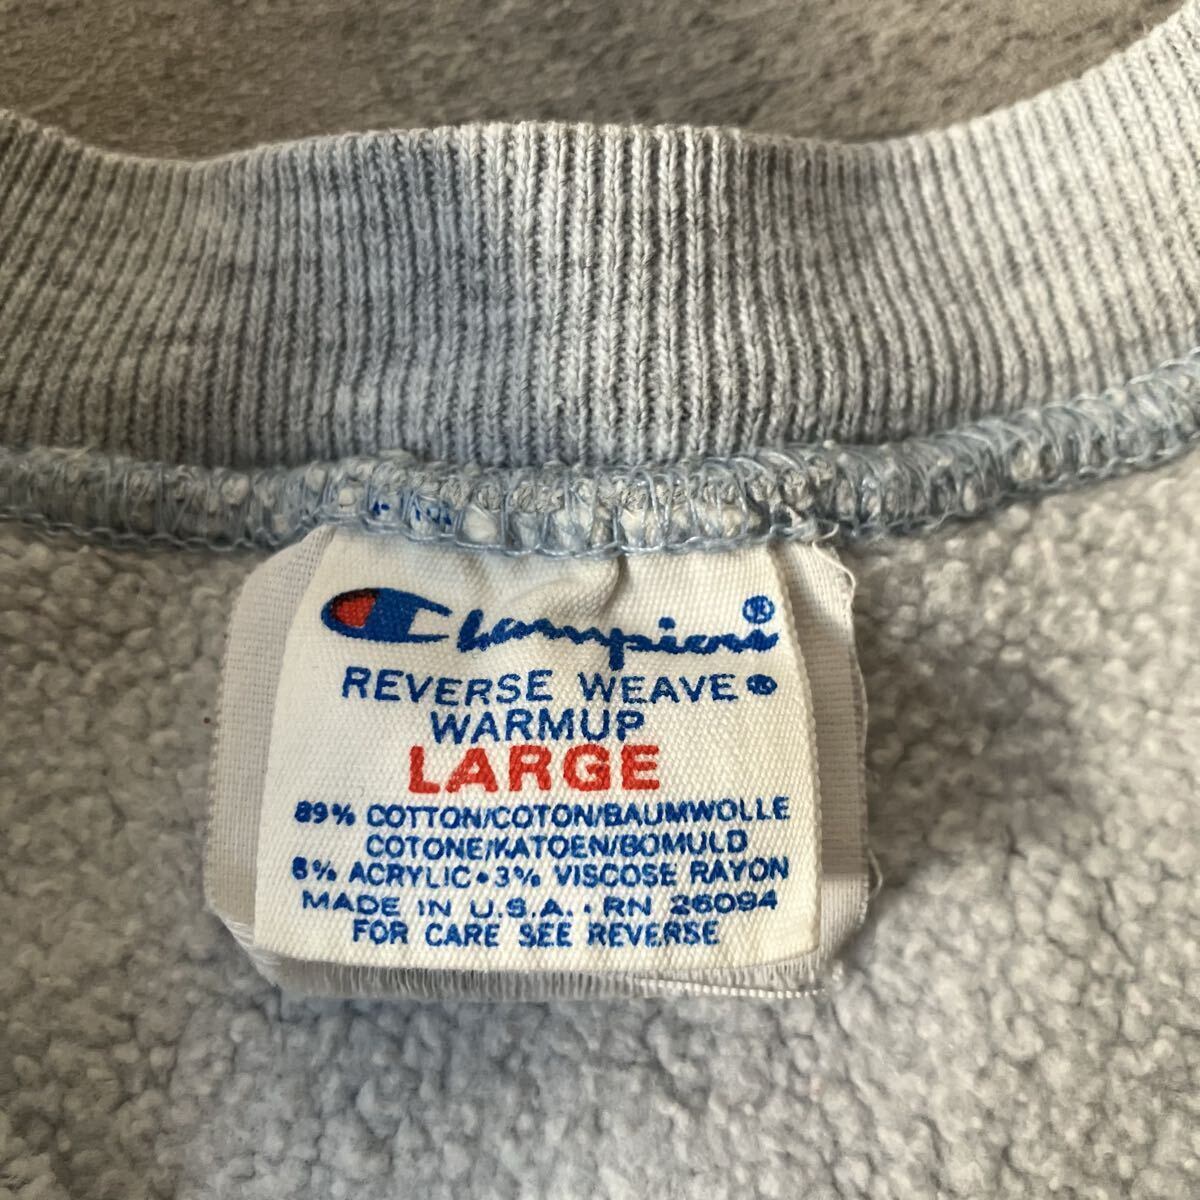 Champion®
REVERSE WEAVE®
WARMUP
LARGE
89% COTTON/COTON/BAUMWOLLE
COTONE/KATOEN/BOMULD
8% ACRYLIC • 3% VISCOSE RAYON
MADE IN U.S.A. • RN 26094
FOR CARE SEE REVERSE